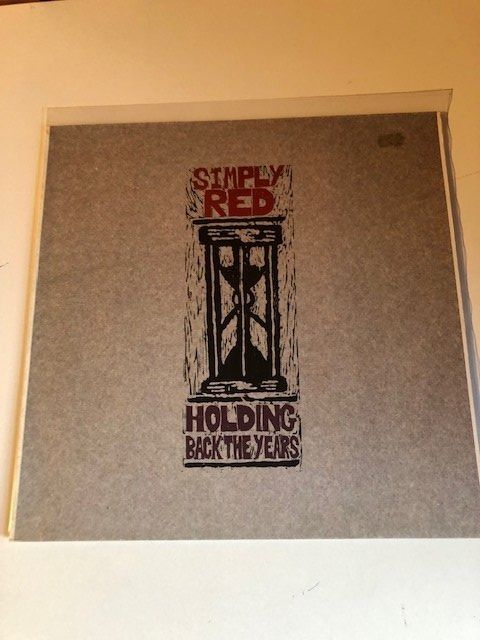 SIMPLY
RED
HOLDING
BACK THE YEARS